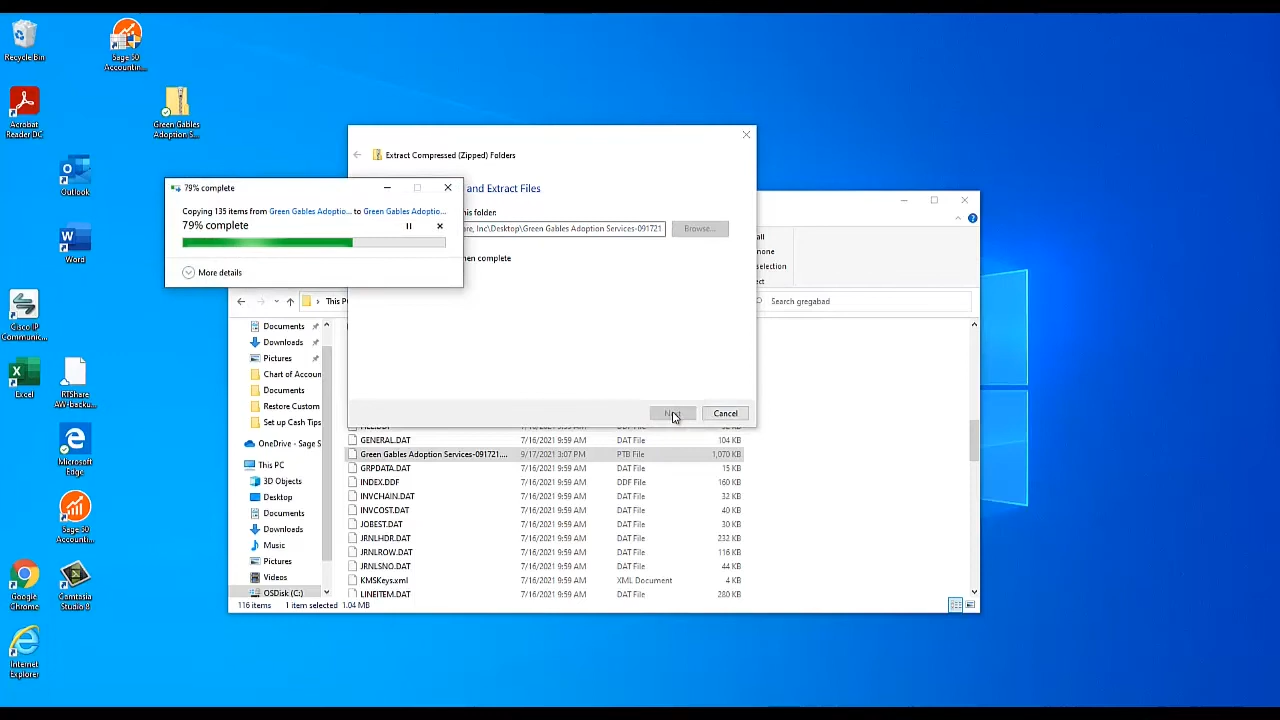 Recycle Bin
Sage 50
Accountin...
Acrobat
Reader DC
Green Gables
Adoption S...
Outlook
Word
Cisco IP
Communic...
Excel
RTShare
AW-backu...
Microsoft
Edge
Sage 50
Accountin...
Google
Chrome
Camtasia
Studio 8
Internet
Explorer
Extract Compressed (Zipped) Folders
and Extract Files
his folder:
, Inc\Desktop\Green Gables Adoption Services-091721
Browse...
en complete
Cancel
79% complete
Copying 135 items from Green Gables Adoptio... to Green Gables Adoptio...
79% complete
More details
all
none
selection
This P
Search gregabad
Documents
Downloads
Pictures
Chart of Accoun
Documents
Restore Custom
Set up Cash Tips
OneDrive - Sage S
This PC
3D Objects
Desktop
Documents
Downloads
Music
Pictures
Videos
OSDisk (C:)
GENERAL.DAT 7/16/2021 9:59 AM DAT File 104 KB
Green Gables Adoption Services-091721.... 9/17/2021 3:07 PM PTB File 1,070 KB
GRPDATA.DAT 7/16/2021 9:59 AM DAT File 15 KB
INDEX.DDF 7/16/2021 9:59 AM DDF File 160 KB
INVCHAIN.DAT 7/16/2021 9:59 AM DAT File 32 KB
INVCOST.DAT 7/16/2021 9:59 AM DAT File 40 KB
JOBEST.DAT 7/16/2021 9:59 AM DAT File 30 KB
JRNLHDR.DAT 7/16/2021 9:59 AM DAT File 232 KB
JRNLROW.DAT 7/16/2021 9:59 AM DAT File 116 KB
JRNLSNO.DAT 7/16/2021 9:59 AM DAT File 44 KB
KMSKeys.xml 7/16/2021 9:59 AM XML Document 4 KB
LINEITEM.DAT 7/16/2021 9:59 AM DAT File 280 KB
116 items 1 item selected 1.04 MB